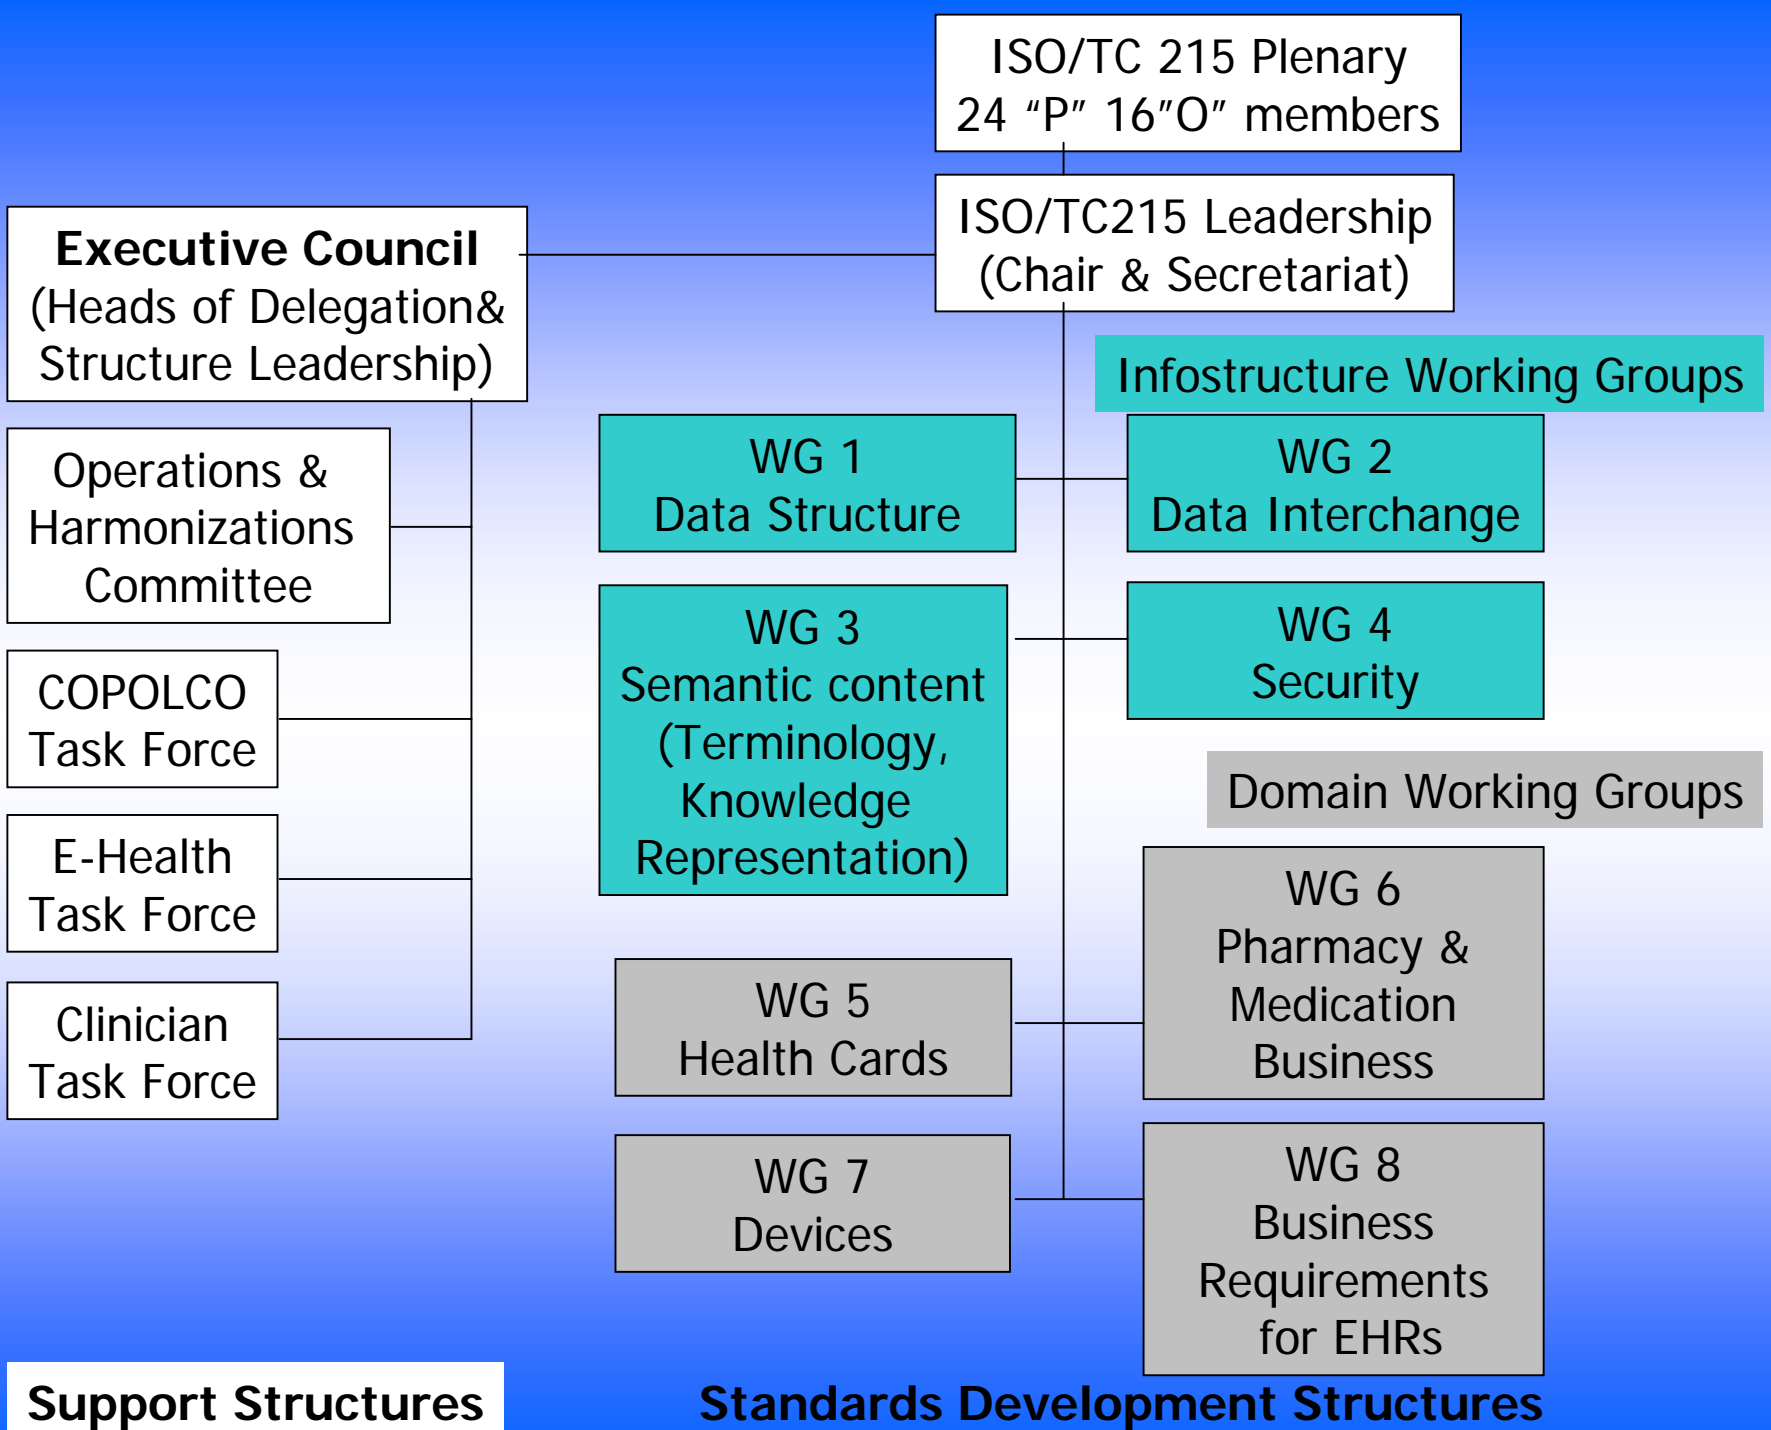 ISO/TC 215 Plenary
24 “P” 16”O” members
ISO/TC215 Leadership
(Chair & Secretariat)
Executive Council
(Heads of Delegation&
Structure Leadership)
Operations &
Harmonizations
Committee
COPOLCO
Task Force
E-Health
Task Force
Clinician
Task Force
Infostructure Working Groups
WG 1
Data Structure
WG 2
Data Interchange
WG 3
Semantic content
(Terminology,
Knowledge
Representation)
WG 4
Security
Domain Working Groups
WG 5
Health Cards
WG 6
Pharmacy &
Medication
Business
WG 7
Devices
WG 8
Business
Requirements
for EHRs
Support Structures
Standards Development Structures